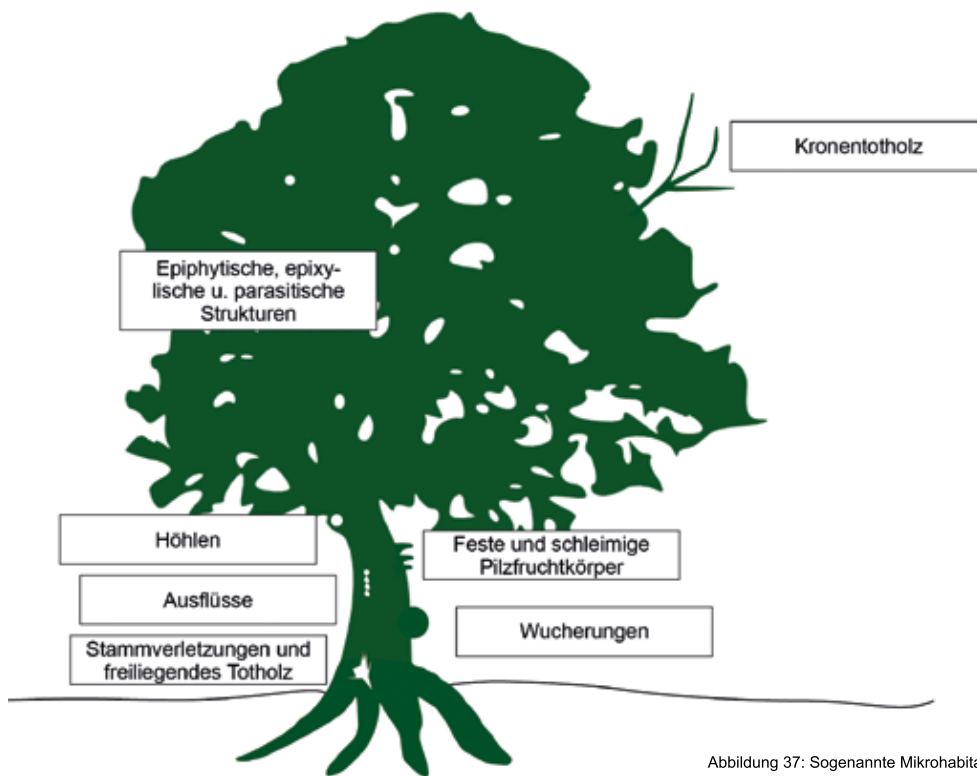 Kronentotholz
Epiphytische, epixy-
lische u. parasitische
Strukturen
Höhlen
Feste und schleimige
Pilzfruchtkörper
Ausflüsse
Wucherungen
Stammverletzungen und
freiliegendes Totholz
Abbildung 37: Sogenannte